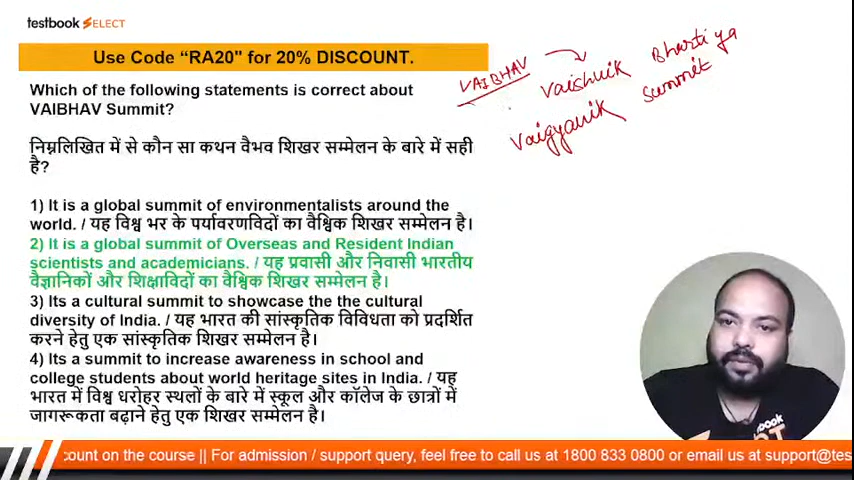 testbook SELECT
Use Code “RA20" for 20% DISCOUNT.
VAIBHAV
Vaishvik Bhartiya
Vaigyanik Summit
Which of the following statements is correct about
VAIBHAV Summit?
निम्नलिखित में से कौन सा कथन वैभव शिखर सम्मेलन के बारे में सही
है?
1) It is a global summit of environmentalists around the
world. / यह विश्व भर के पर्यावरणविदों का वैश्विक शिखर सम्मेलन है।
2) It is a global summit of Overseas and Resident Indian
scientists and academicians. / यह प्रवासी और निवासी भारतीय
वैज्ञानिकों और शिक्षाविदों का वैश्विक शिखर सम्मेलन है।
3) Its a cultural summit to showcase the the cultural
diversity of India. / यह भारत की सांस्कृतिक विविधता को प्रदर्शित
करने हेतु एक सांस्कृतिक शिखर सम्मेलन है।
4) Its a summit to increase awareness in school and
college students about world heritage sites in India. / यह
भारत में विश्व धरोहर स्थलों के बारे में स्कूल और कॉलेज के छात्रों में
जागरूकता बढ़ाने हेतु एक शिखर सम्मेलन है।
count on the course || For admission / support query, feel free to call us at 1800 833 0800 or email us at support@tes